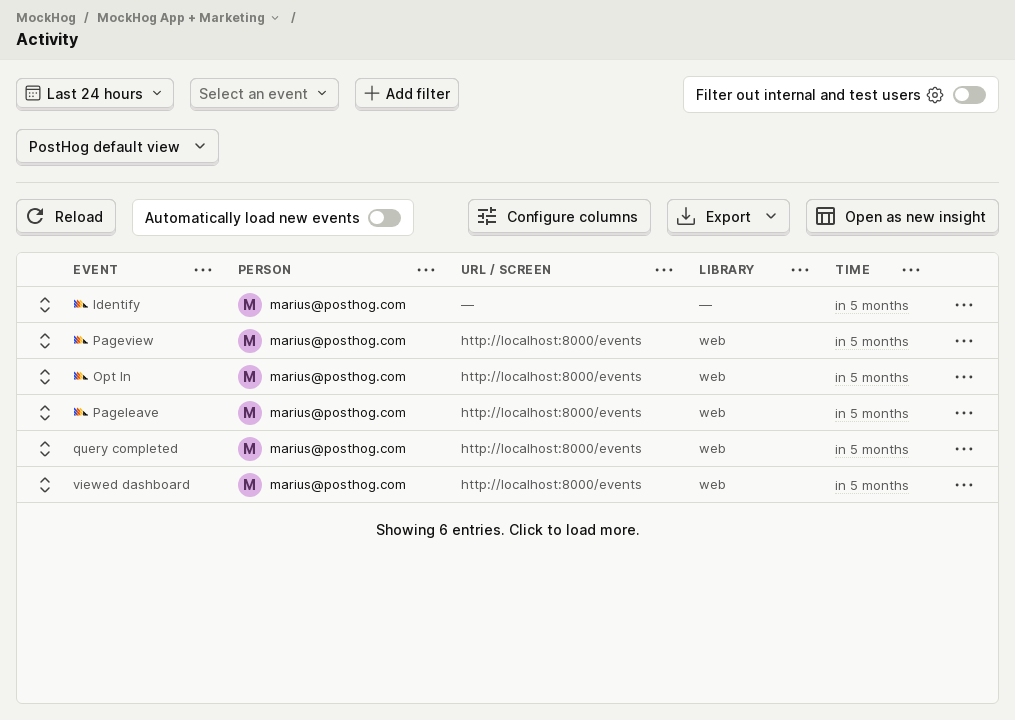 MockHog / MockHog App + Marketing /
Activity
Last 24 hours Select an event Add filter Filter out internal and test users
PostHog default view
Reload Automatically load new events Configure columns Export Open as new insight
EVENT PERSON URL / SCREEN LIBRARY TIME
Identify M marius@posthog.com — — in 5 months
Pageview M marius@posthog.com http://localhost:8000/events web in 5 months
Opt In M marius@posthog.com http://localhost:8000/events web in 5 months
Pageleave M marius@posthog.com http://localhost:8000/events web in 5 months
query completed M marius@posthog.com http://localhost:8000/events web in 5 months
viewed dashboard M marius@posthog.com http://localhost:8000/events web in 5 months
Showing 6 entries. Click to load more.